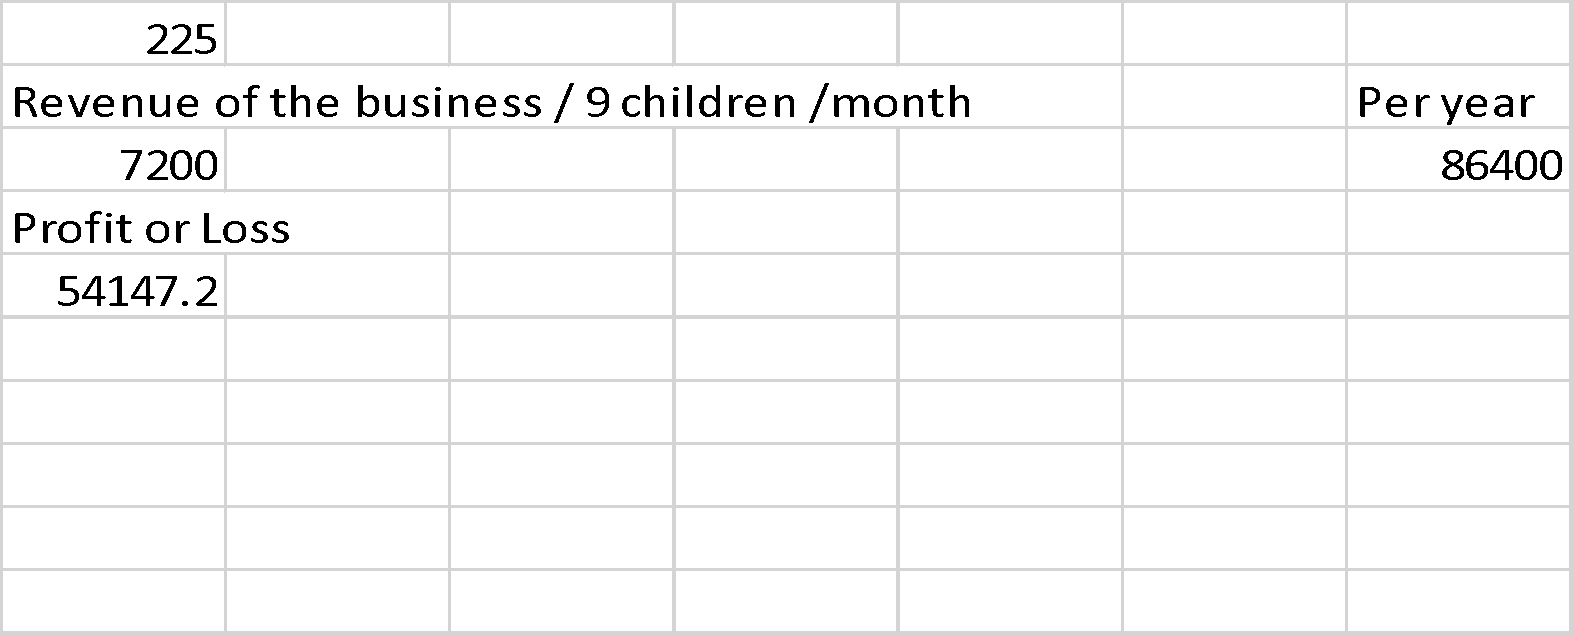 225
Revenue of the business / 9 children /month Per year
7200 86400
Profit or Loss
54147.2